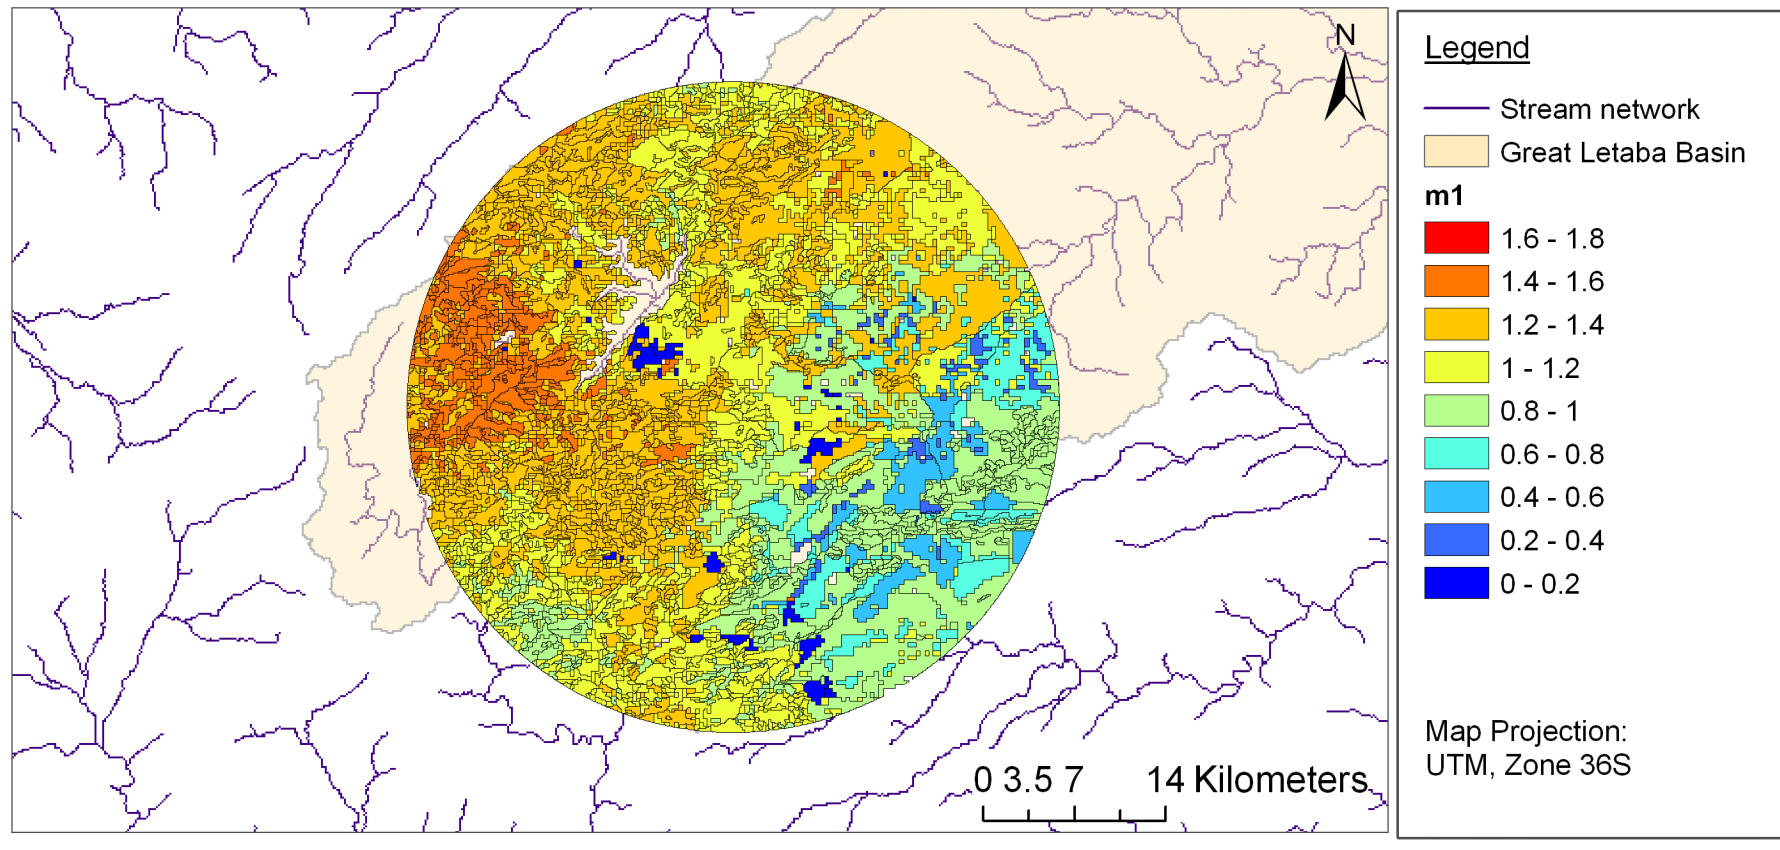 N
0 3.5 7 14 Kilometers
Legend
Stream network
Great Letaba Basin
m1
1.6 - 1.8
1.4 - 1.6
1.2 - 1.4
1 - 1.2
0.8 - 1
0.6 - 0.8
0.4 - 0.6
0.2 - 0.4
0 - 0.2
Map Projection:
UTM, Zone 36S